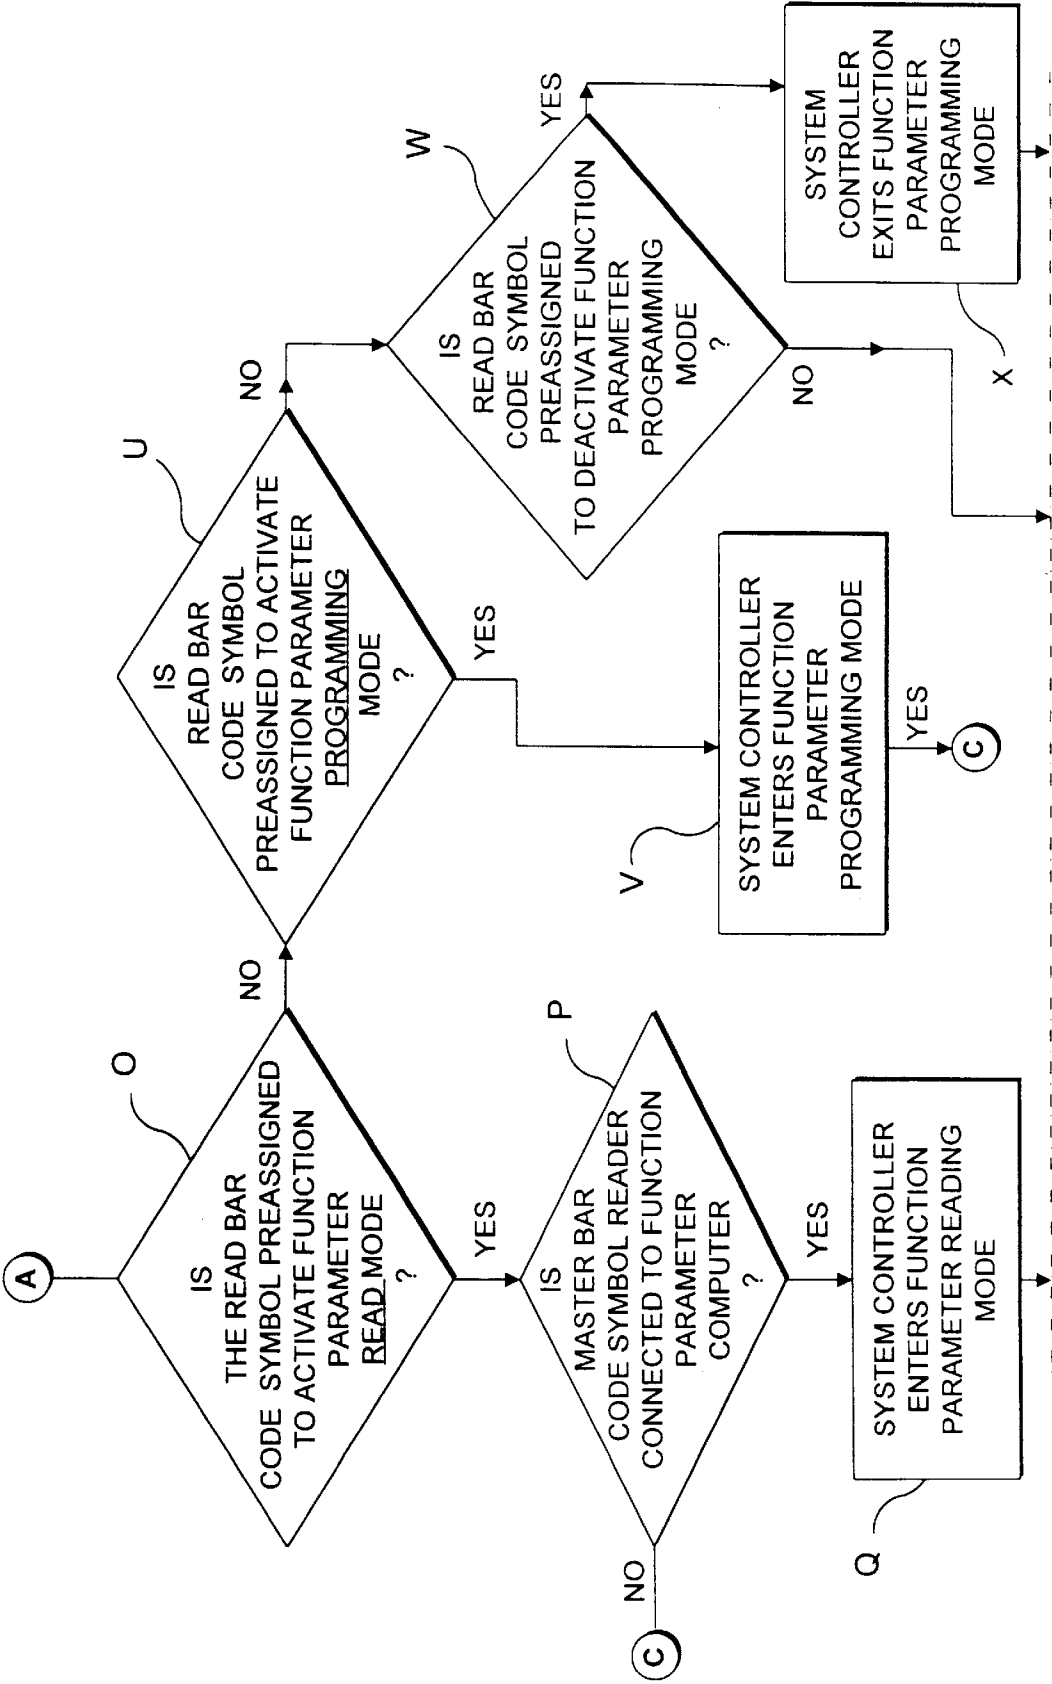 A
O
IS
THE READ BAR
CODE SYMBOL PREASSIGNED
TO ACTIVATE FUNCTION
PARAMETER
READ MODE
?
NO
YES
U
IS
READ BAR
CODE SYMBOL
PREASSIGNED TO ACTIVATE
FUNCTION PARAMETER
PROGRAMMING
MODE
?
NO
YES
W
IS
READ BAR
CODE SYMBOL
PREASSIGNED
TO DEACTIVATE FUNCTION
PARAMETER
PROGRAMMING
MODE
?
YES
NO
P
IS
MASTER BAR
CODE SYMBOL READER
CONNECTED TO FUNCTION
PARAMETER
COMPUTER
?
NO
C
YES
V
SYSTEM CONTROLLER
ENTERS FUNCTION
PARAMETER
PROGRAMMING MODE
YES
C
SYSTEM
CONTROLLER
EXITS FUNCTION
PARAMETER
PROGRAMMING
MODE
X
Q
SYSTEM CONTROLLER
ENTERS FUNCTION
PARAMETER READING
MODE